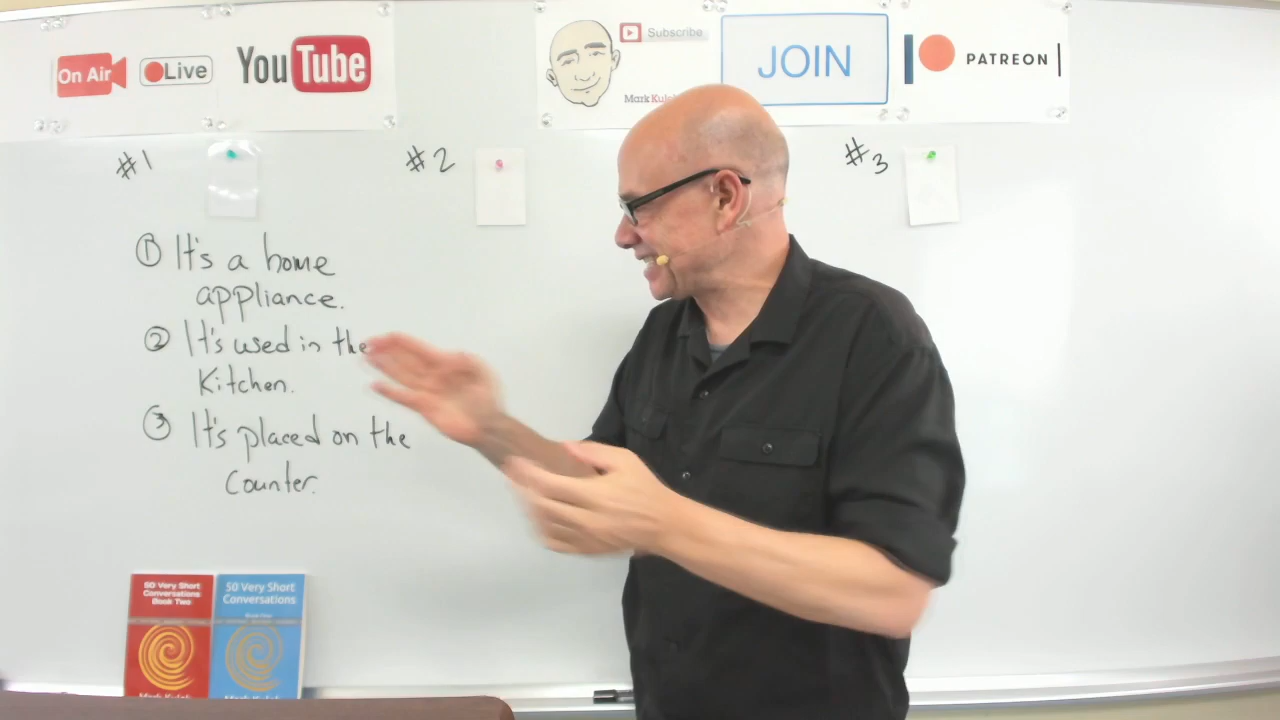 On Air
Live
YouTube
Subscribe
JOIN
PATREON
Mark
#1
#2
#3
① It's a home
appliance.
② It's used in the
Kitchen.
③ It's placed on the
counter.
50 Very Short
Conversations
Book Two
50 Very Short
Conversations